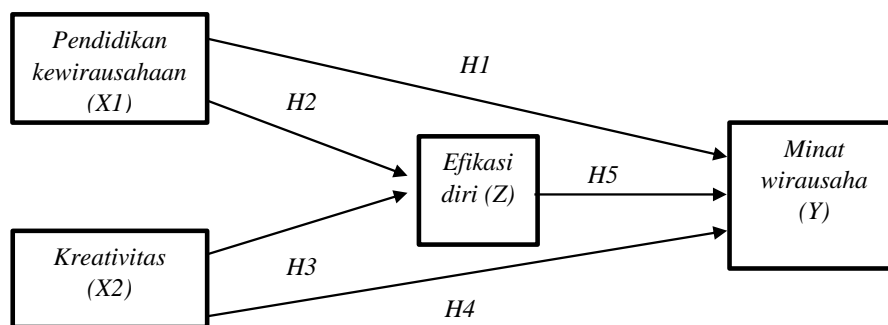 Pendidikan
kewirausahaan
(X1)
H1
H2
Efikasi
diri (Z)
H5
Minat
wirausaha
(Y)
Kreativitas
(X2)
H3
H4